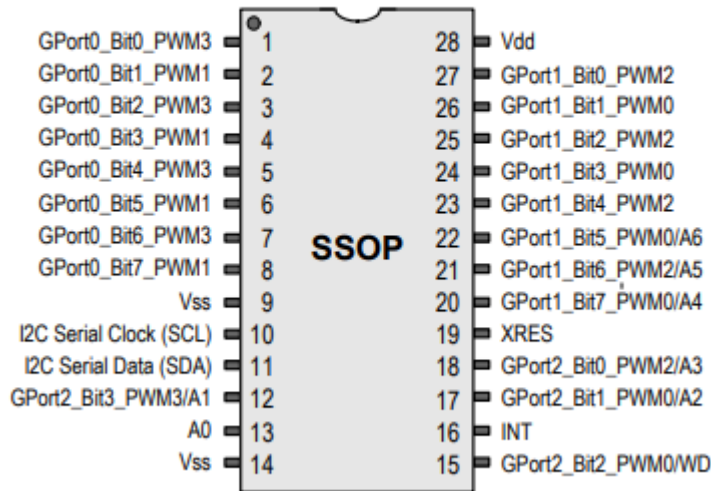 GPort0_Bit0_PWM3 1 28 Vdd
GPort0_Bit1_PWM1 2 27 GPort1_Bit0_PWM2
GPort0_Bit2_PWM3 3 26 GPort1_Bit1_PWM0
GPort0_Bit3_PWM1 4 25 GPort1_Bit2_PWM2
GPort0_Bit4_PWM3 5 24 GPort1_Bit3_PWM0
GPort0_Bit5_PWM1 6 23 GPort1_Bit4_PWM2
GPort0_Bit6_PWM3 7 22 GPort1_Bit5_PWM0/A6
SSOP
GPort0_Bit7_PWM1 8 21 GPort1_Bit6_PWM2/A5
Vss 9 20 GPort1_Bit7_PWM0/A4
I2C Serial Clock (SCL) 10 19 XRES
I2C Serial Data (SDA) 11 18 GPort2_Bit0_PWM2/A3
GPort2_Bit3_PWM3/A1 12 17 GPort2_Bit1_PWM0/A2
A0 13 16 INT
Vss 14 15 GPort2_Bit2_PWM0/WD